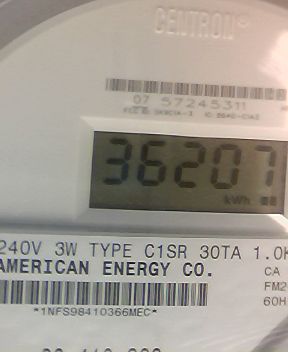 CENTRON®
07 57245311
36207
kWh
240V 3W TYPE C1SR 30TA 1.0K
AMERICAN ENERGY CO.
CA
FM2
60H
*1NFS98410366MEC*